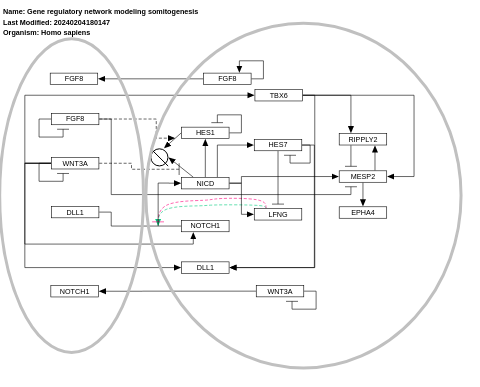 Name: Gene regulatory network modeling somitogenesis
Last Modified: 20240204180147
Organism: Homo sapiens
FGF8
FGF8
TBX6
FGF8
HES1
RIPPLY2
HES7
WNT3A
MESP2
NICD
DLL1
LFNG
EPHA4
NOTCH1
DLL1
NOTCH1
WNT3A